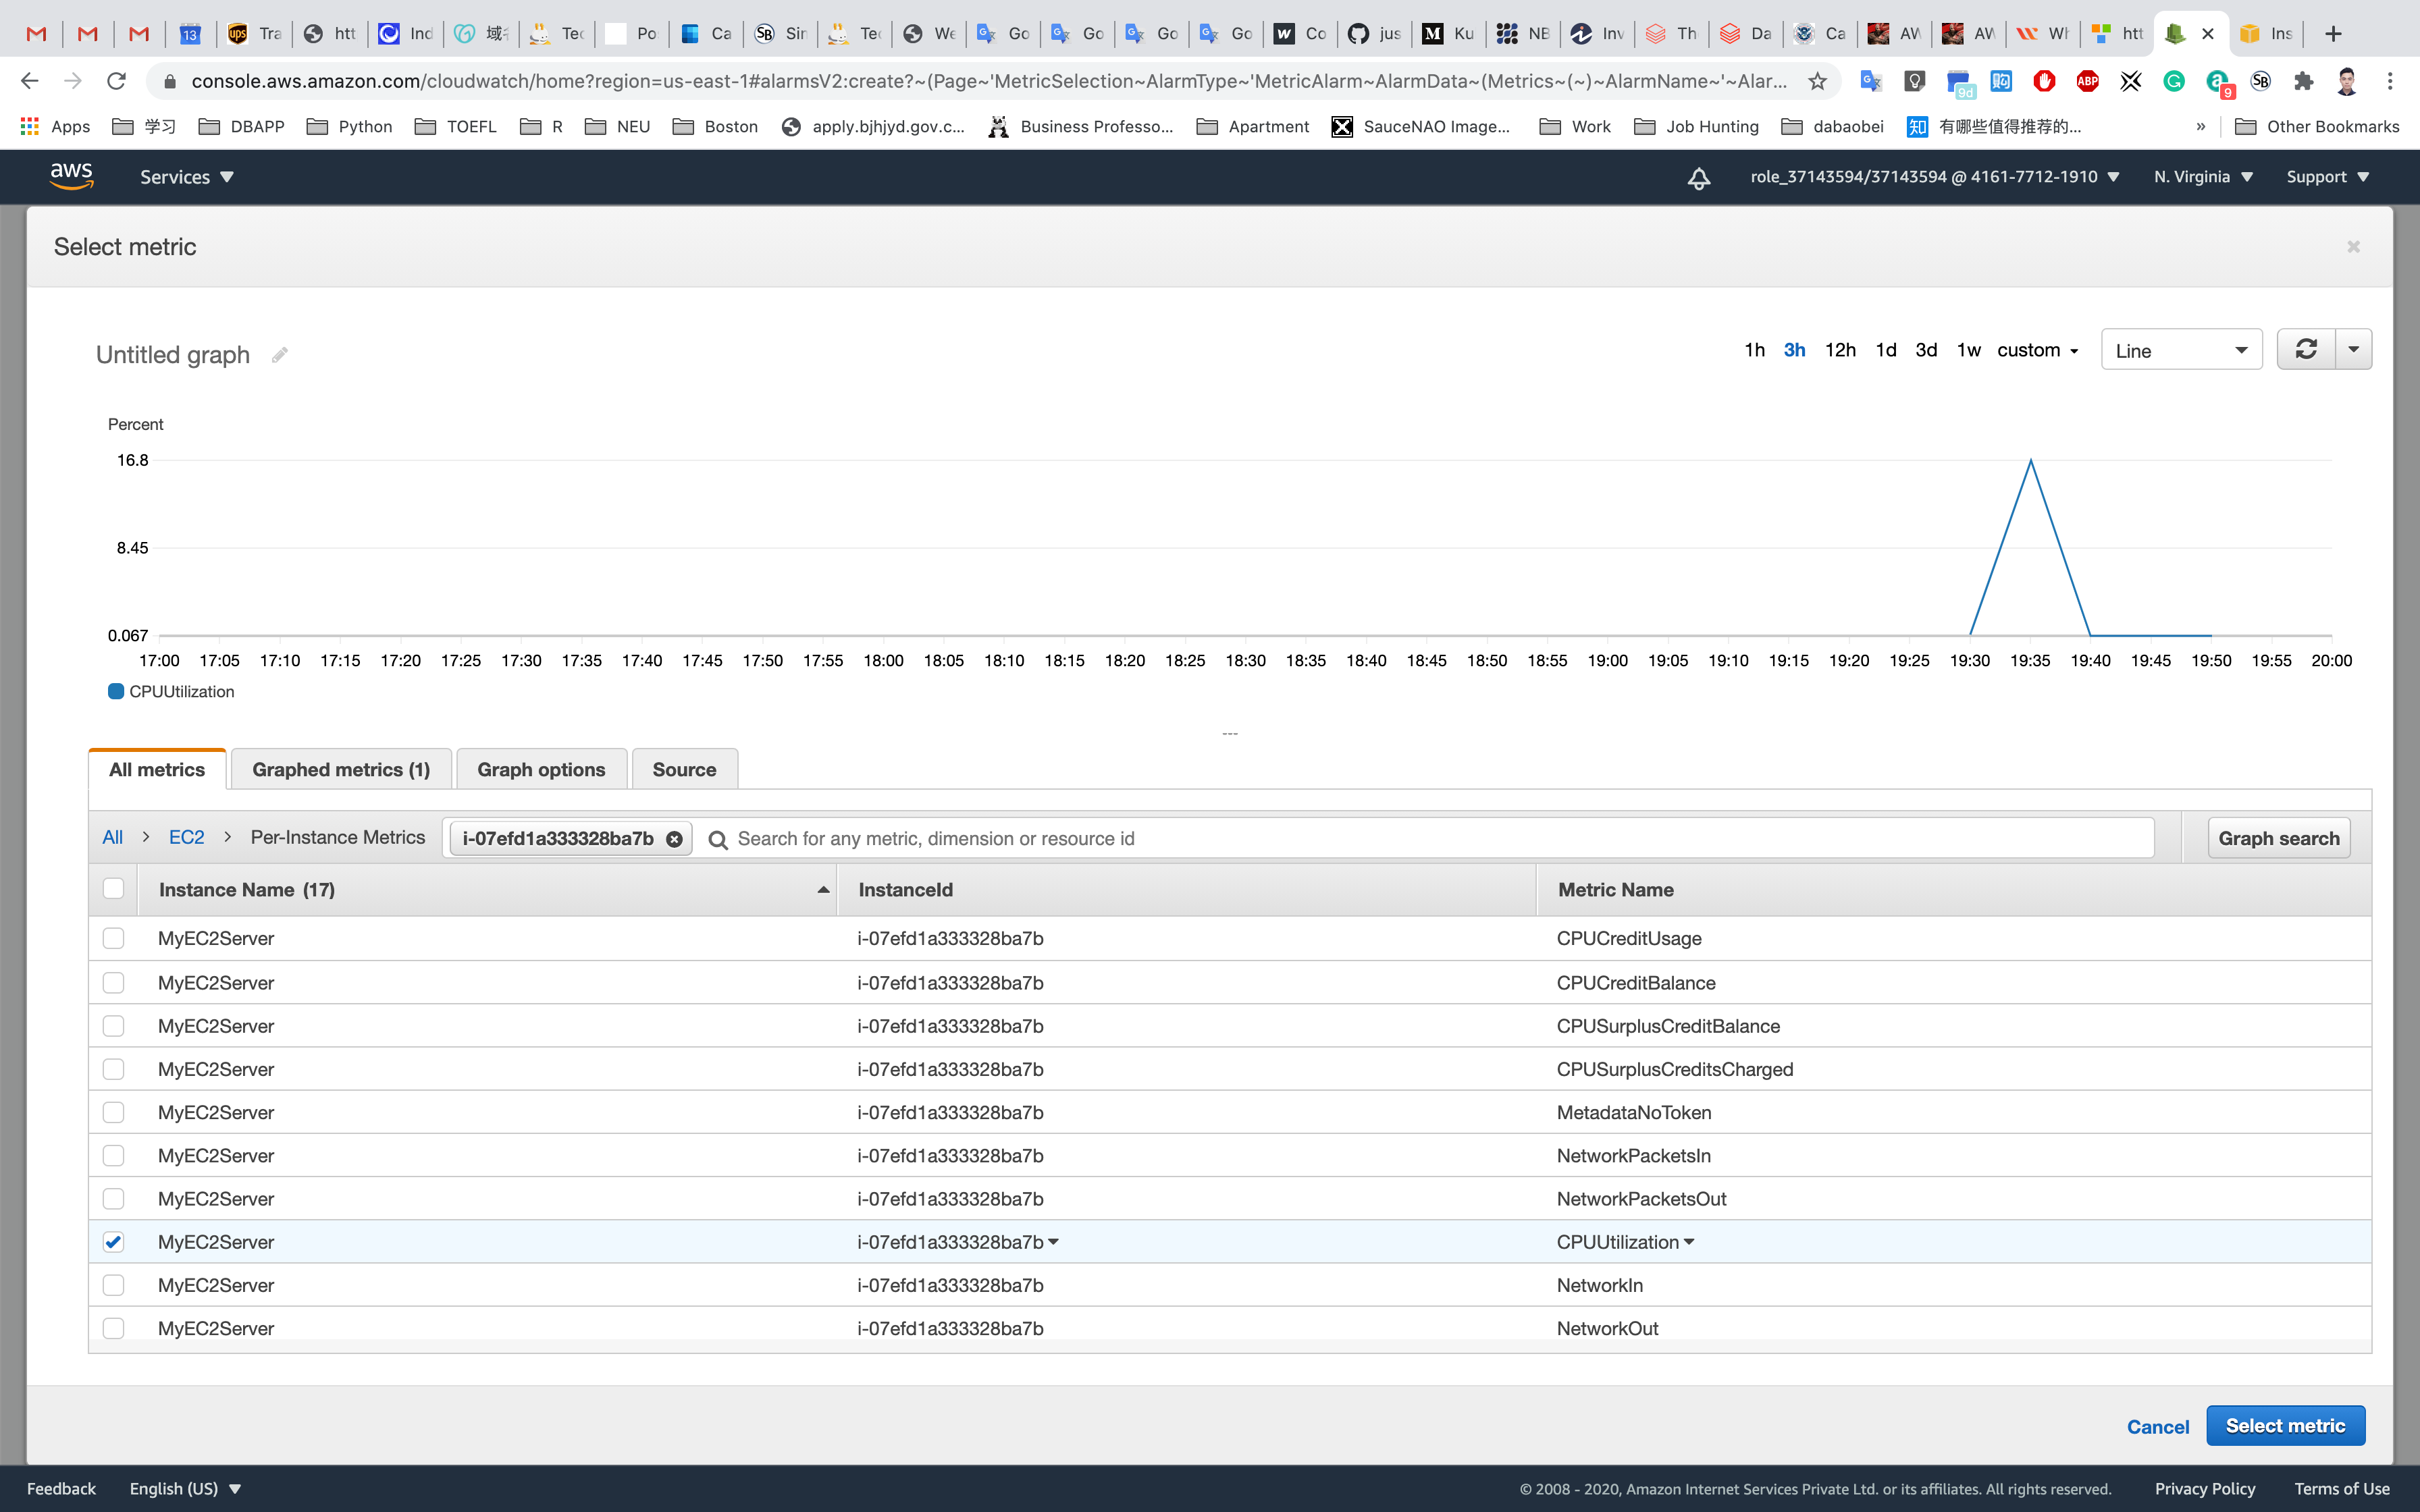 13 Tra htt Ind Tec Po Ca Sir Tec We Go Go Go Go Co jus Ku NB Inv Th Da Ca AW AW Wh htt Ins
console.aws.amazon.com/cloudwatch/home?region=us-east-1#alarmsV2:create?~(Page~'MetricSelection~AlarmType~'MetricAlarm~AlarmData~(Metrics~(~)~AlarmName~'~Alar...
9d ABP 9 SB
Apps 学习 DBAPP Python TOEFL R NEU Boston apply.bjhjyd.gov.c... Business Professo... Apartment SauceNAO Image... Work Job Hunting dabaobei 知 有哪些值得推荐的... » Other Bookmarks
aws Services role_37143594/37143594 @ 4161-7712-1910 N. Virginia Support
Select metric
Untitled graph 1h 3h 12h 1d 3d 1w custom Line
Percent
16.8
8.45
0.067
17:00 17:05 17:10 17:15 17:20 17:25 17:30 17:35 17:40 17:45 17:50 17:55 18:00 18:05 18:10 18:15 18:20 18:25 18:30 18:35 18:40 18:45 18:50 18:55 19:00 19:05 19:10 19:15 19:20 19:25 19:30 19:35 19:40 19:45 19:50 19:55 20:00
CPUUtilization
All metrics Graphed metrics (1) Graph options Source
All > EC2 > Per-Instance Metrics i-07efd1a333328ba7b Search for any metric, dimension or resource id Graph search
Instance Name (17) InstanceId Metric Name
MyEC2Server i-07efd1a333328ba7b CPUCreditUsage
MyEC2Server i-07efd1a333328ba7b CPUCreditBalance
MyEC2Server i-07efd1a333328ba7b CPUSurplusCreditBalance
MyEC2Server i-07efd1a333328ba7b CPUSurplusCreditsCharged
MyEC2Server i-07efd1a333328ba7b MetadataNoToken
MyEC2Server i-07efd1a333328ba7b NetworkPacketsIn
MyEC2Server i-07efd1a333328ba7b NetworkPacketsOut
MyEC2Server i-07efd1a333328ba7b CPUUtilization
MyEC2Server i-07efd1a333328ba7b NetworkIn
MyEC2Server i-07efd1a333328ba7b NetworkOut
Cancel Select metric
Feedback English (US) © 2008 - 2020, Amazon Internet Services Private Ltd. or its affiliates. All rights reserved. Privacy Policy Terms of Use